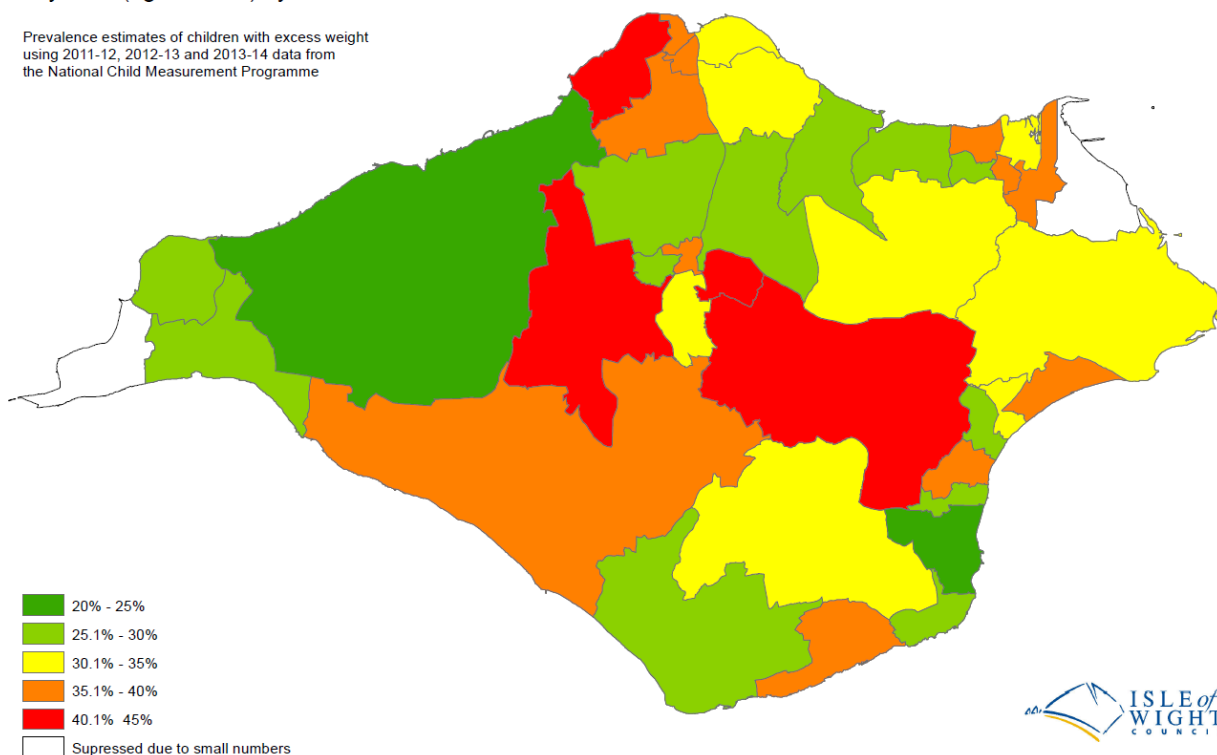 Prevalence estimates of children with excess weight
using 2011-12, 2012-13 and 2013-14 data from
the National Child Measurement Programme
20% - 25%
25.1% - 30%
30.1% - 35%
35.1% - 40%
40.1% 45%
Supressed due to small numbers
ISLE of
WIGHT
COUNCIL